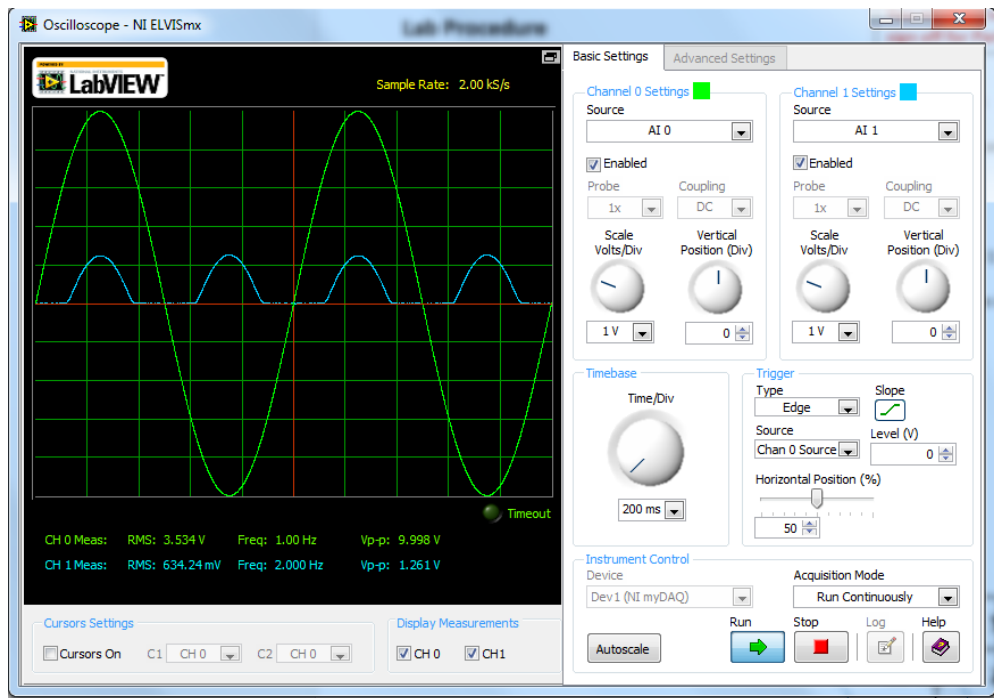 Oscilloscope - NI ELVISmx
Lab Procedure
POWERED BY
LabVIEW
Sample Rate: 2.00 kS/s
Timeout
CH 0 Meas: RMS: 3.534 V Freq: 1.00 Hz Vp-p: 9.998 V
CH 1 Meas: RMS: 634.24 mV Freq: 2.000 Hz Vp-p: 1.261 V
Cursors Settings
Cursors On C1 CH 0 C2 CH 0
Display Measurements
CH 0 CH1
Basic Settings Advanced Settings
Channel 0 Settings
Source
AI 0
Enabled
Probe Coupling
1x DC
Scale Volts/Div
Vertical Position (Div)
1 V 0
Channel 1 Settings
Source
AI 1
Enabled
Probe Coupling
1x DC
Scale Volts/Div
Vertical Position (Div)
1 V 0
Timebase
Time/Div
200 ms
Trigger
Type Slope
Edge
Source Level (V)
Chan 0 Source 0
Horizontal Position (%)
50
Instrument Control
Device
Dev1 (NI myDAQ)
Acquisition Mode
Run Continuously
Autoscale
Run Stop Log Help